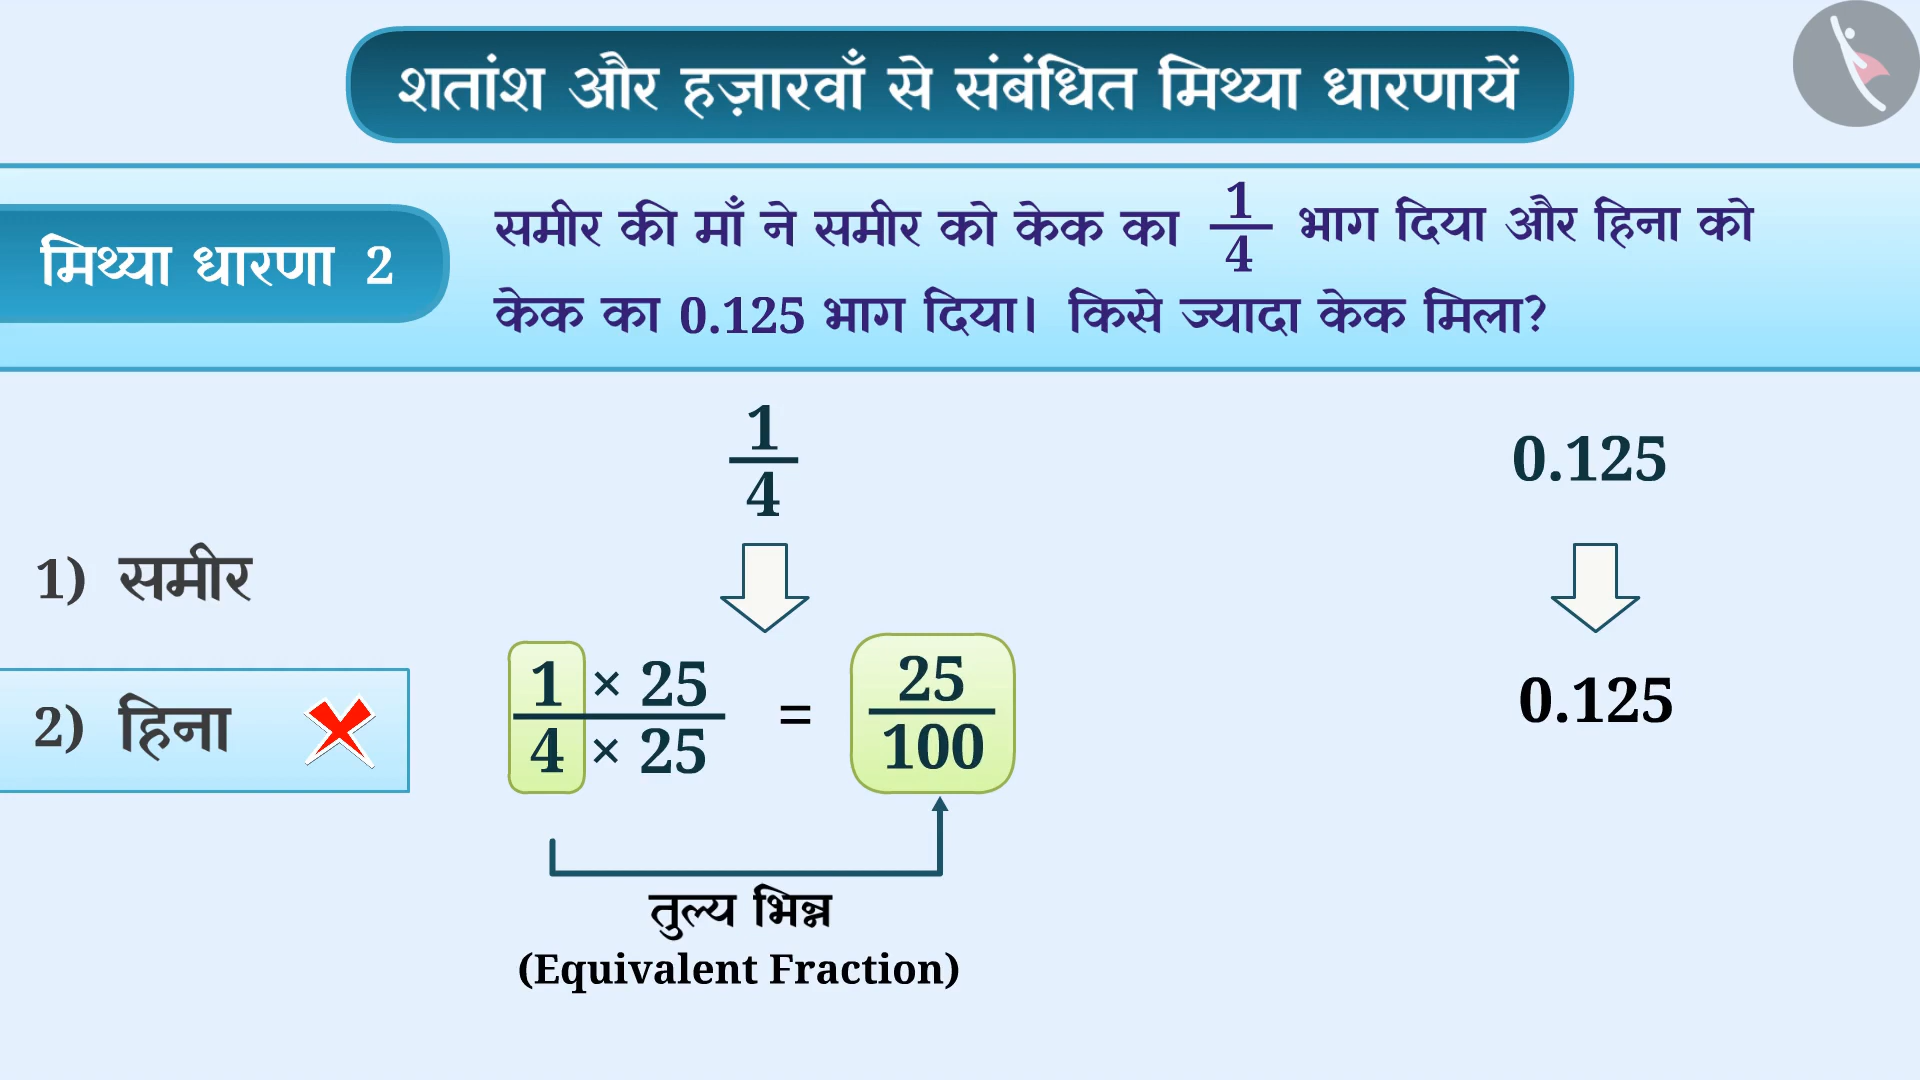 शतांश और हज़ारवाँ से संबंधित मिथ्या धारणायें
मिथ्या धारणा 2
समीर की माँ ने समीर को केक का 1/4 भाग दिया और हिना को
केक का 0.125 भाग दिया। किसे ज्यादा केक मिला?
1/4
0.125
1) समीर
2) हिना
1 × 25 / 4 × 25 = 25/100
0.125
तुल्य भिन्न
(Equivalent Fraction)